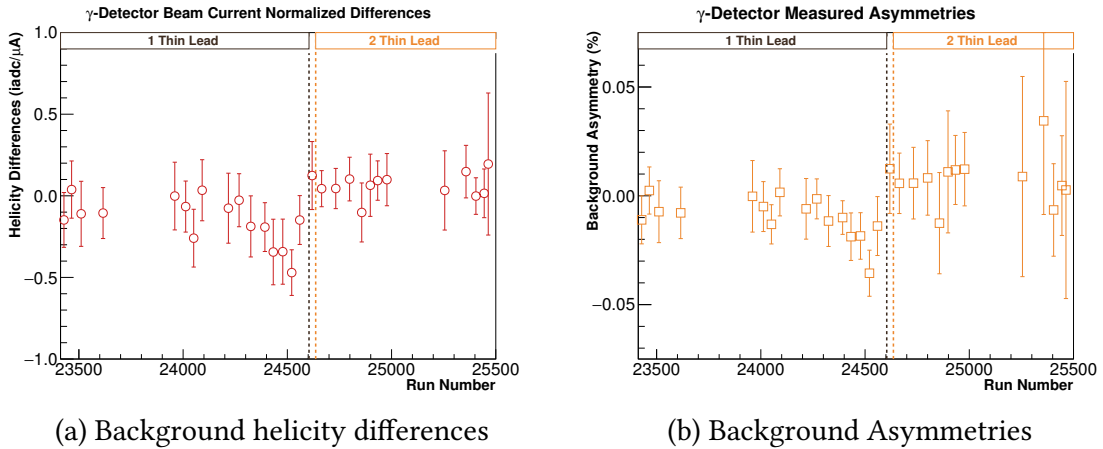 γ-Detector Beam Current Normalized Differences
Helicity Differences (iadc/μA)
1.0
0.5
0.0
−0.5
−1.0
1 Thin Lead
2 Thin Lead
23500
24000
24500
25000
25500
Run Number
(a) Background helicity differences
γ-Detector Measured Asymmetries
Background Asymmetry (%)
0.05
0.00
−0.05
1 Thin Lead
2 Thin Lead
23500
24000
24500
25000
25500
Run Number
(b) Background Asymmetries